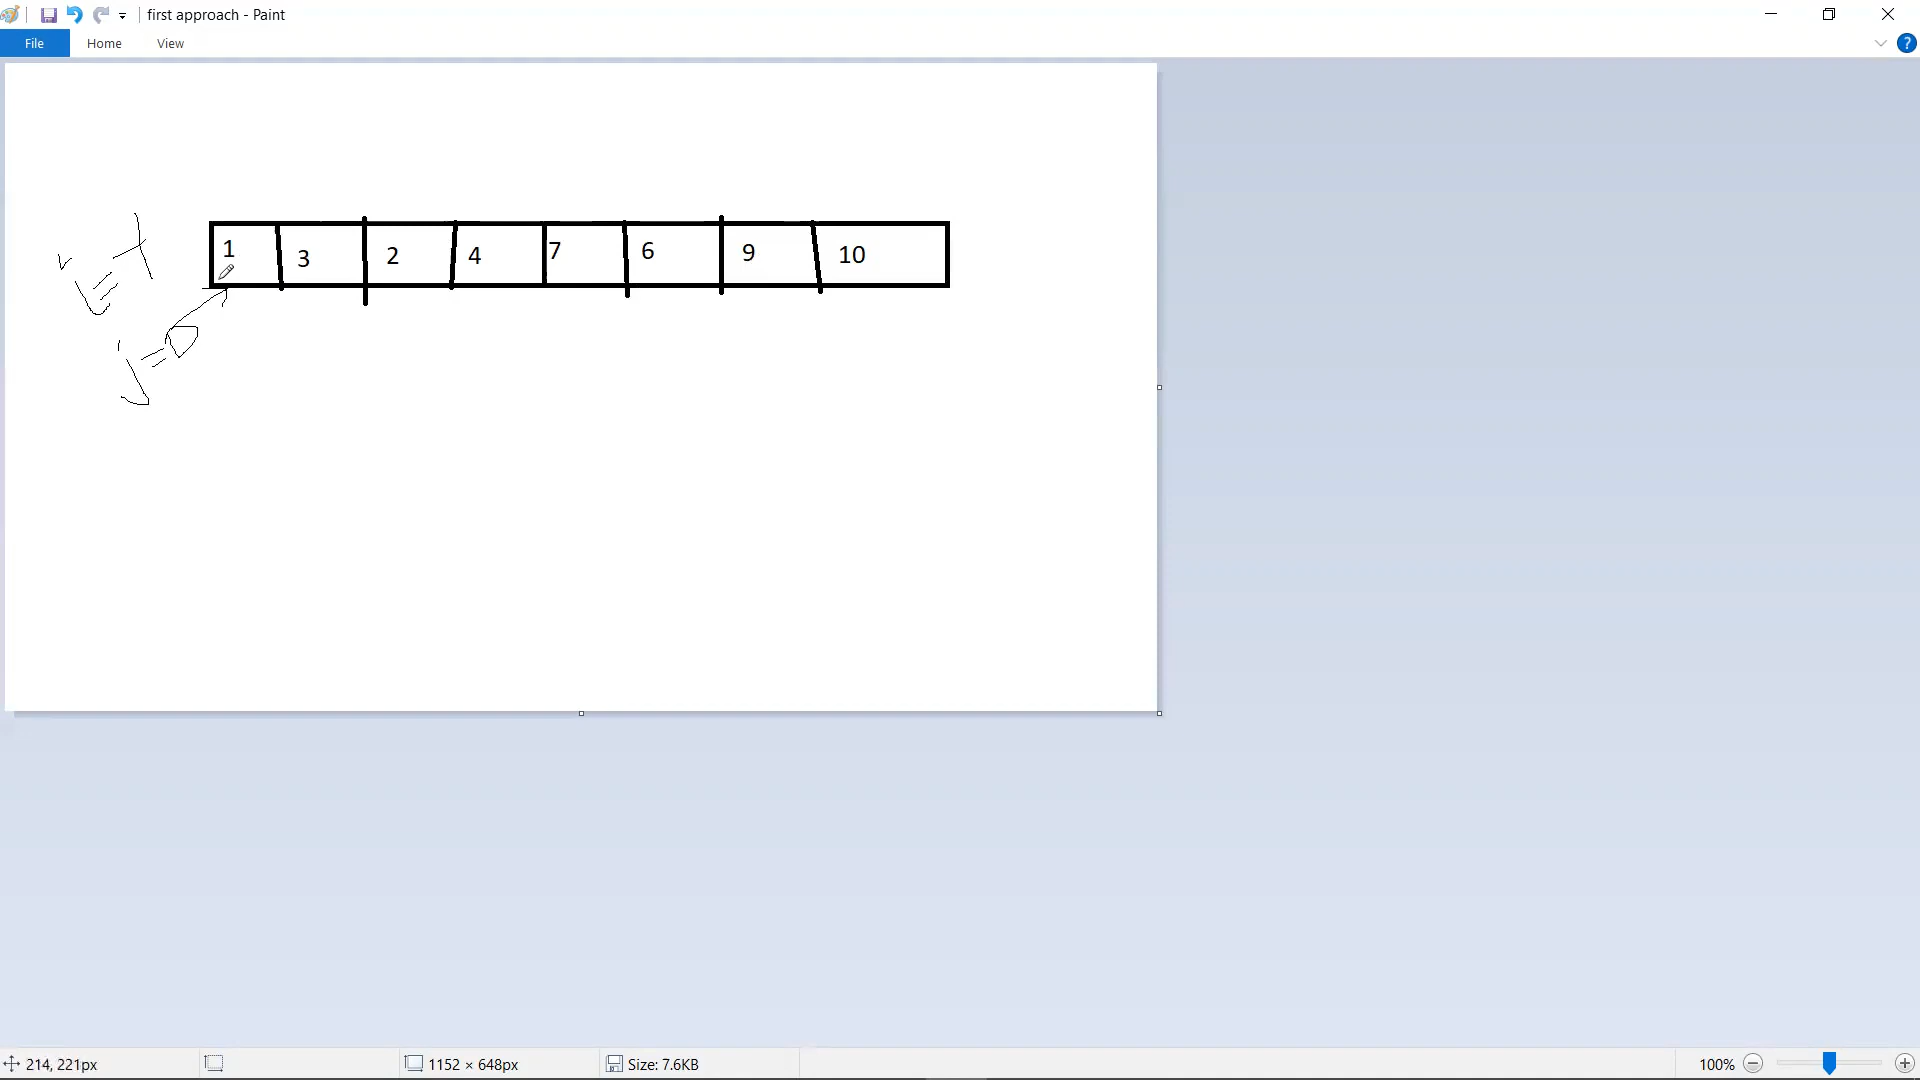 first approach - Paint
File Home View
1 3 2 4 7 6 9 10
j=0
214, 221px 1152 × 648px Size: 7.6KB 100%